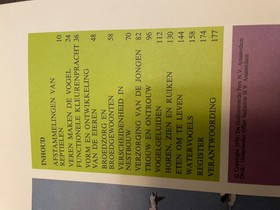 INHOUD
AFSTAMMELINGEN VAN
REPTIELEN 10
VEREN MAKEN DE VOGEL 24
FUNCTIONELE KLEURENPRACHT 36
VORM EN ONTWIKKELING
VAN DE EIEREN 48
BROEDZORG EN
BROEDGEWOONTEN 58
VERSCHEIDENHEID IN
NESTBOUW 70
VERZORGING VAN DE JONGEN 82
TROUW EN ONTROUW 96
VOGELGELUIDEN 112
HOREN, ZIEN EN RUIKEN 130
ETEN OM TE LEVEN 144
WATERVOGELS 158
REGISTER 174
VERANTWOORDING 177